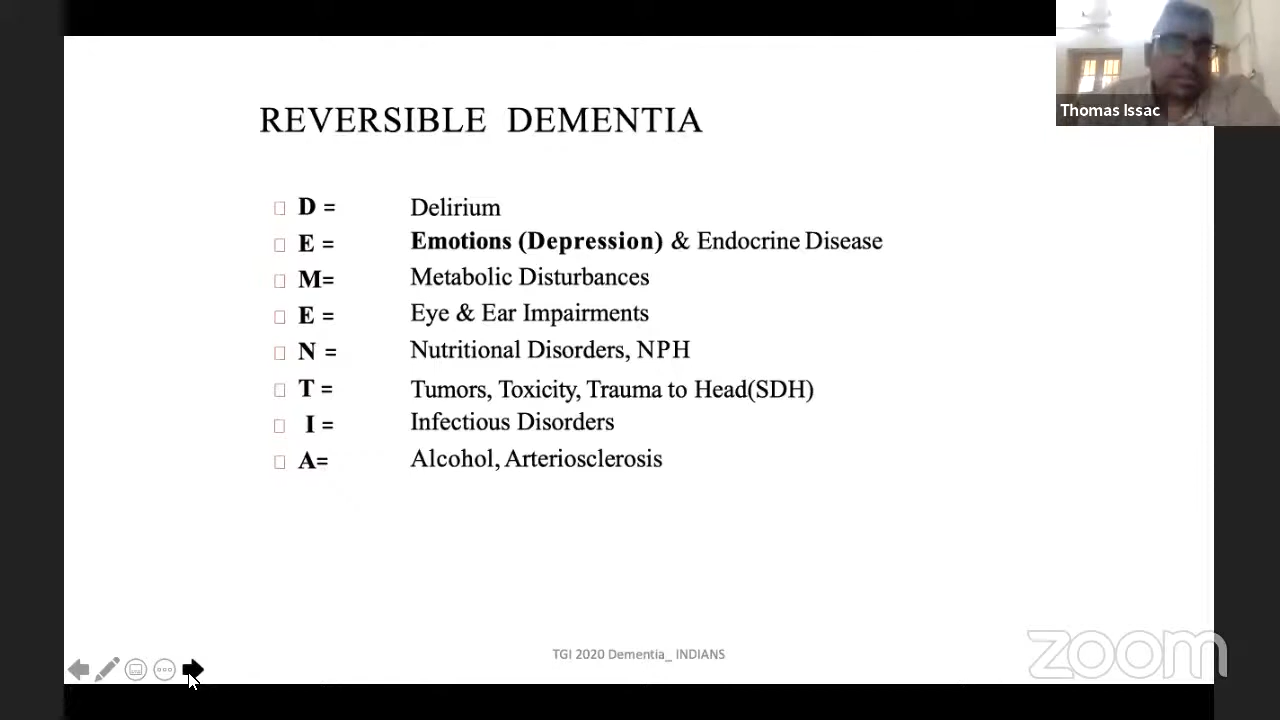 Thomas Issac
REVERSIBLE DEMENTIA
D = Delirium
E = Emotions (Depression) & Endocrine Disease
M= Metabolic Disturbances
E = Eye & Ear Impairments
N = Nutritional Disorders, NPH
T = Tumors, Toxicity, Trauma to Head(SDH)
I = Infectious Disorders
A= Alcohol, Arteriosclerosis
TGI 2020 Dementia_ INDIANS
zoom